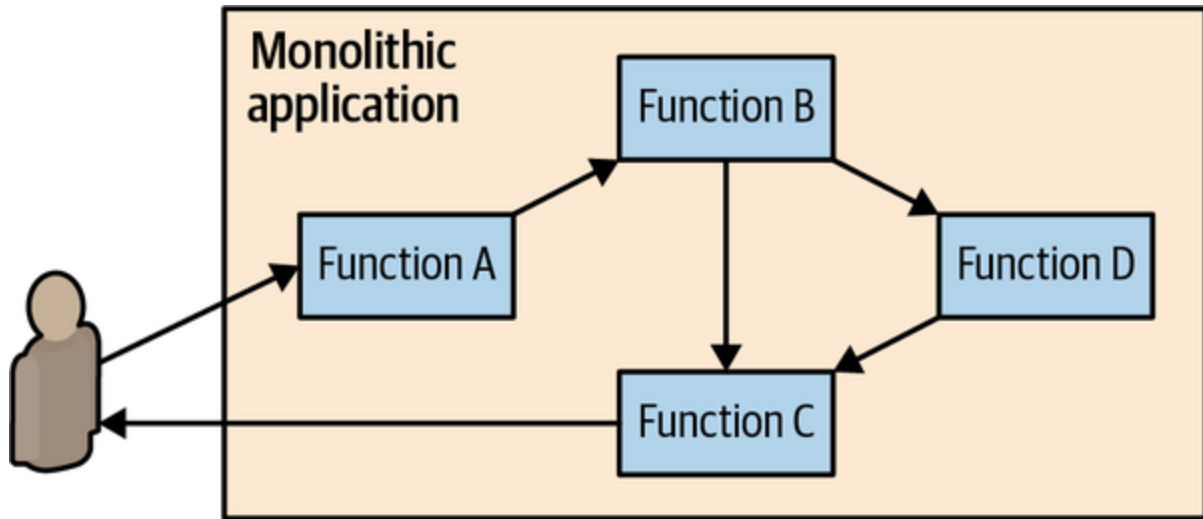 Monolithic
application
Function B
Function A
Function D
Function C